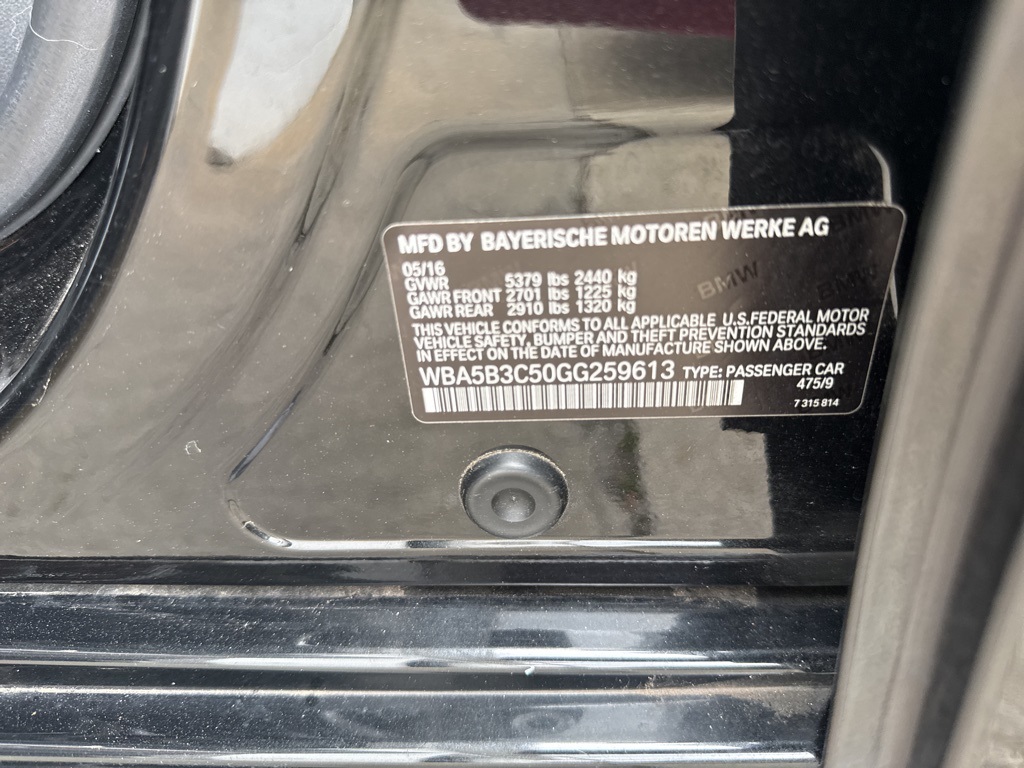 MFD BY BAYERISCHE MOTOREN WERKE AG
05/16
GVWR 5379 lbs 2440 kg
GAWR FRONT 2701 lbs 1225 kg
GAWR REAR 2910 lbs 1320 kg
THIS VEHICLE CONFORMS TO ALL APPLICABLE U.S.FEDERAL MOTOR
VEHICLE SAFETY, BUMPER AND THEFT PREVENTION STANDARDS
IN EFFECT ON THE DATE OF MANUFACTURE SHOWN ABOVE.
WBA5B3C50GG259613 TYPE: PASSENGER CAR
475/9
7 315 814
BMW
BMW
BMW